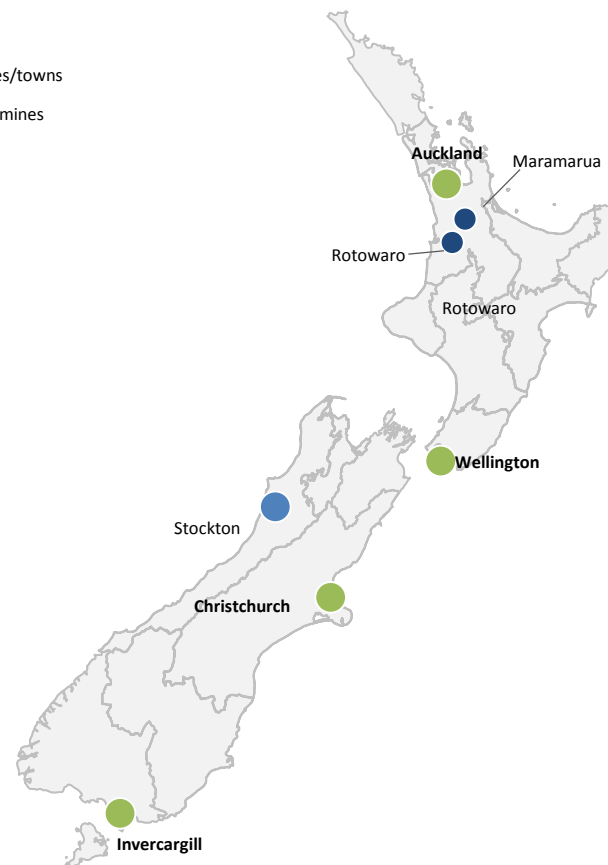 es/towns
mines
Auckland
Maramarua
Rotowaro
Rotowaro
Wellington
Stockton
Christchurch
Invercargill